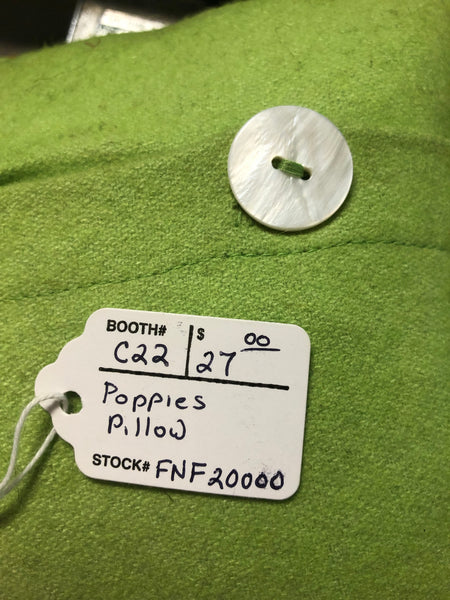 BOOTH# $
C22 27 00
Poppies
Pillow
STOCK# FNF20000